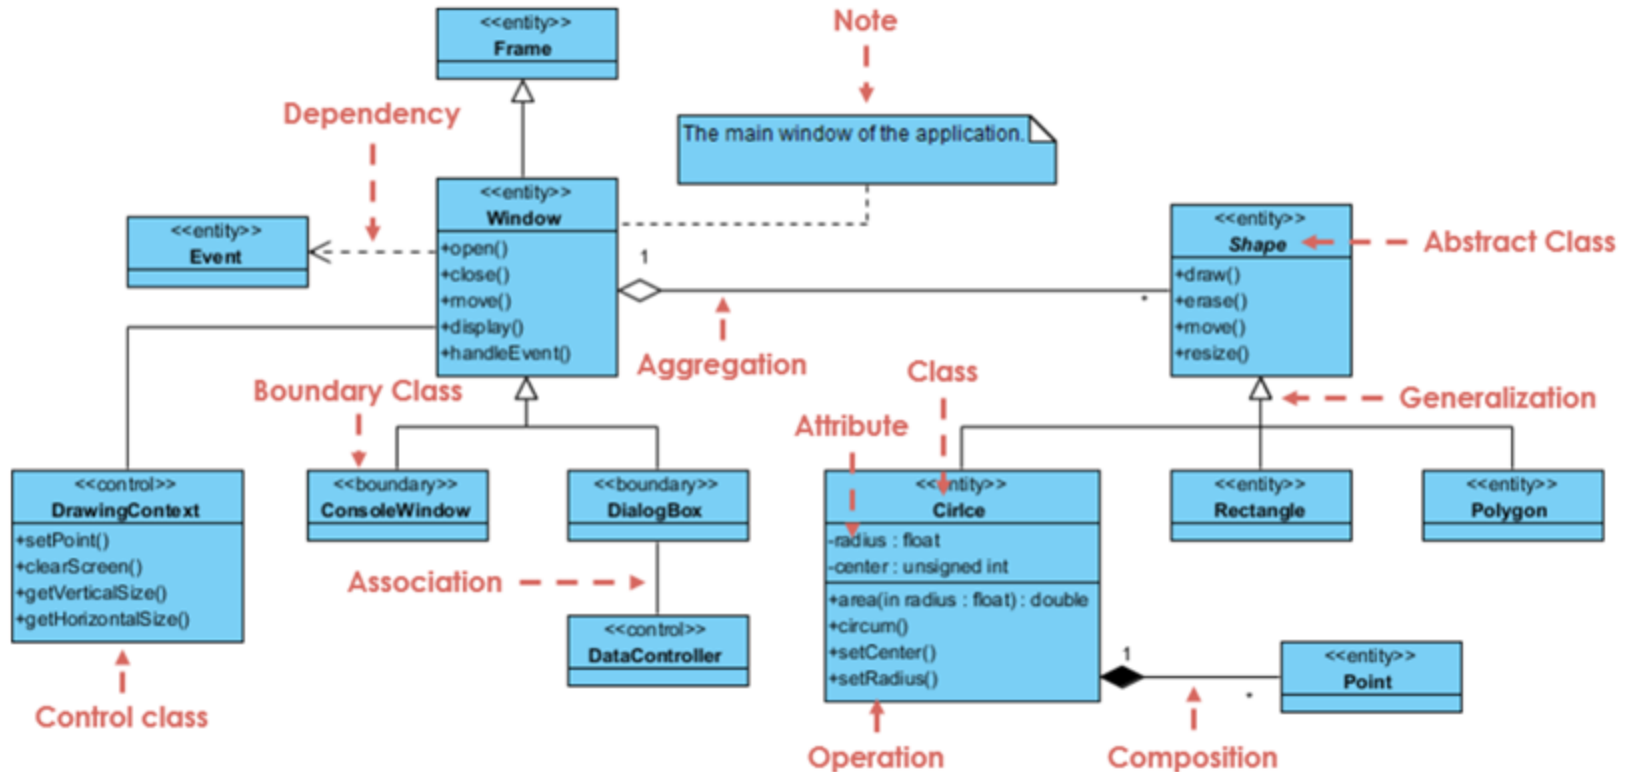 <<entity>>
Frame
Note
Dependency
The main window of the application.
<<entity>>
Window
+open()
+close()
+move()
+display()
+handleEvent()
<<entity>>
Event
1
*
<<entity>>
Shape
+draw()
+erase()
+move()
+resize()
Abstract Class
Aggregation
Boundary Class
Class
Generalization
Attribute
<<control>>
DrawingContext
+setPoint()
+clearScreen()
+getVerticalSize()
+getHorizontalSize()
<<boundary>>
ConsoleWindow
<<boundary>>
DialogBox
<<entity>>
Cirlce
-radius : float
-center : unsigned int
+area(in radius : float) : double
+circum()
+setCenter()
+setRadius()
<<entity>>
Rectangle
<<entity>>
Polygon
Association
<<control>>
DataController
1
*
<<entity>>
Point
Control class
Operation
Composition